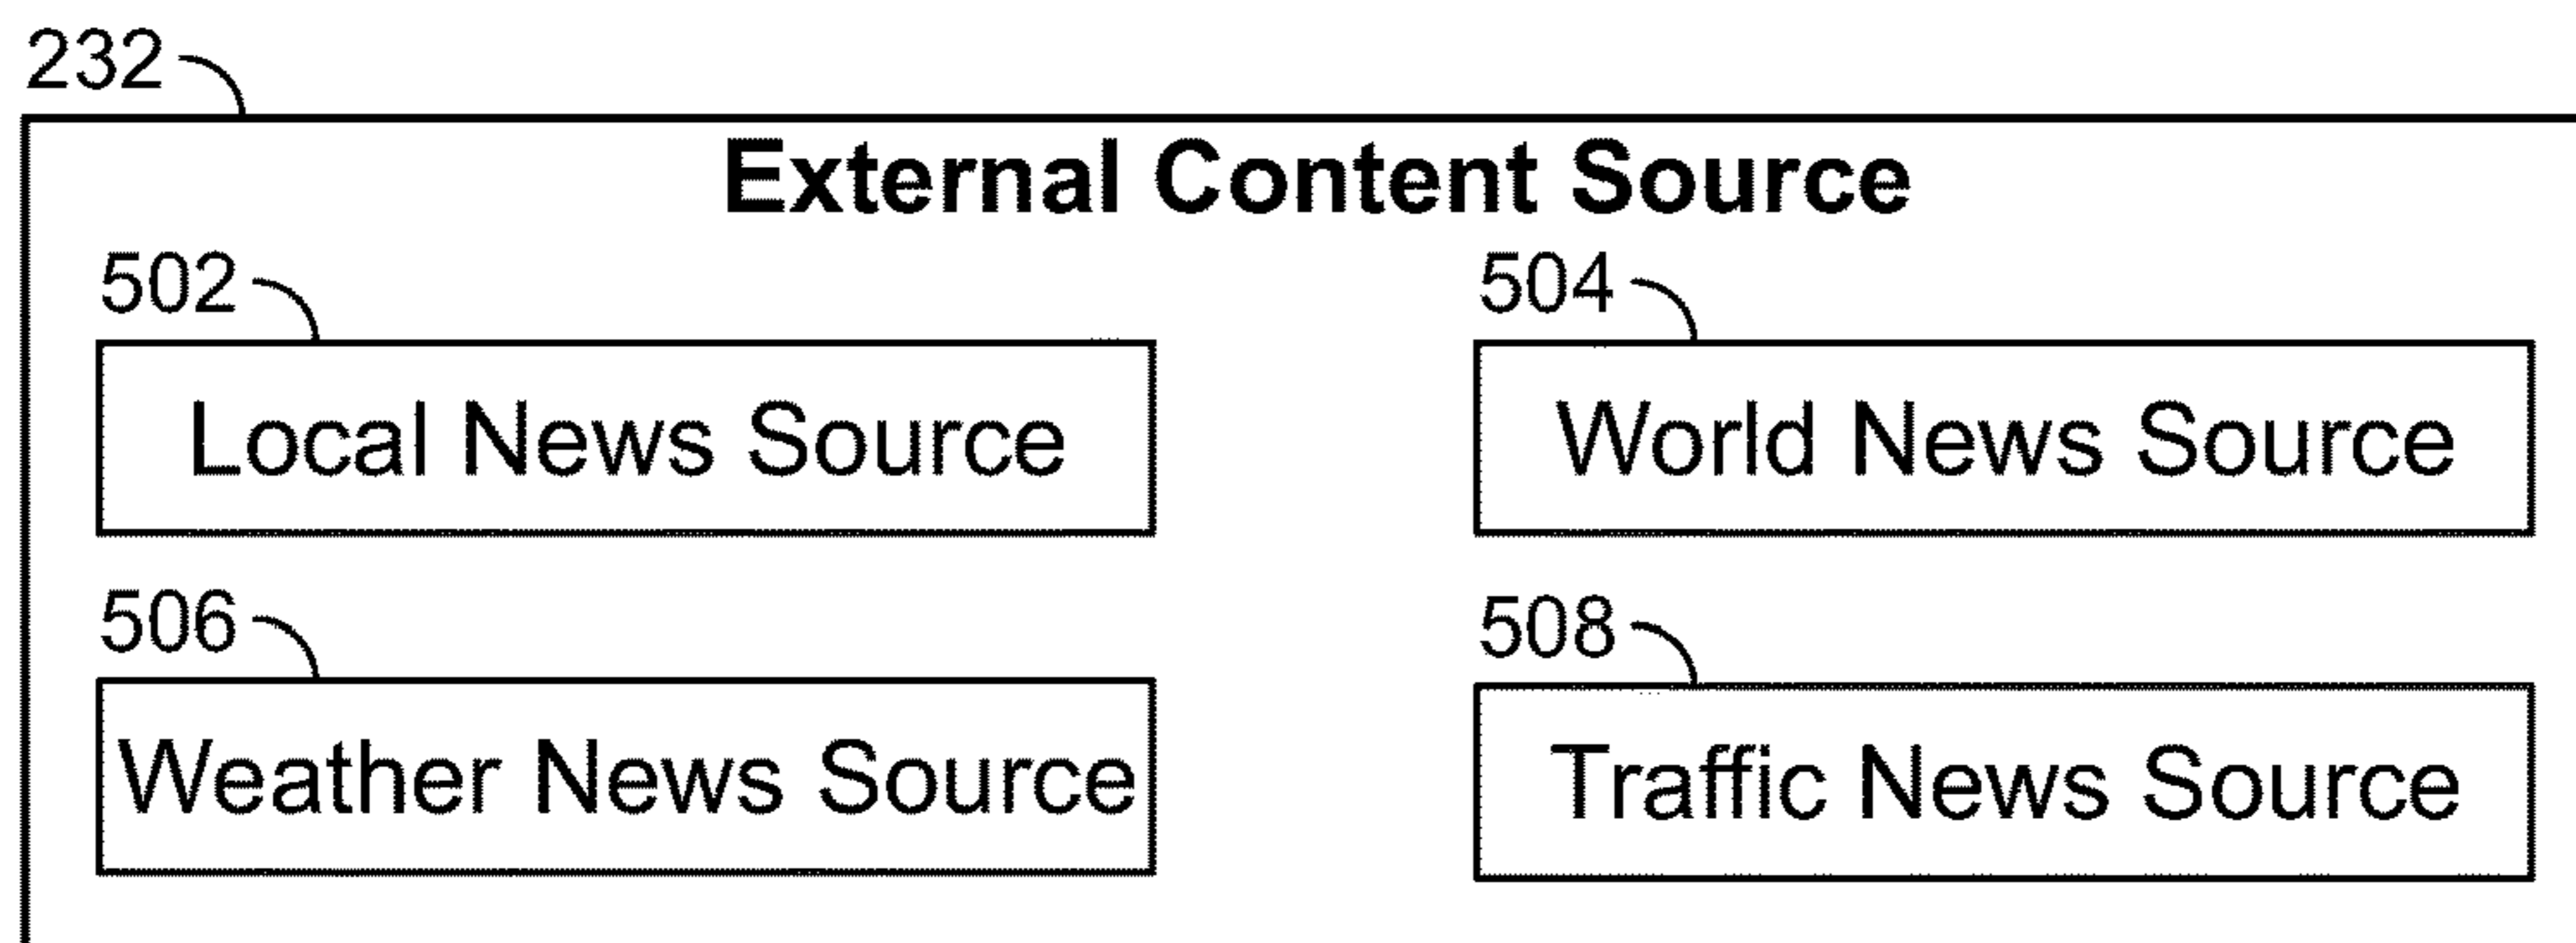 232
External Content Source
502
504
Local News Source
World News Source
506
508
Weather News Source
Traffic News Source